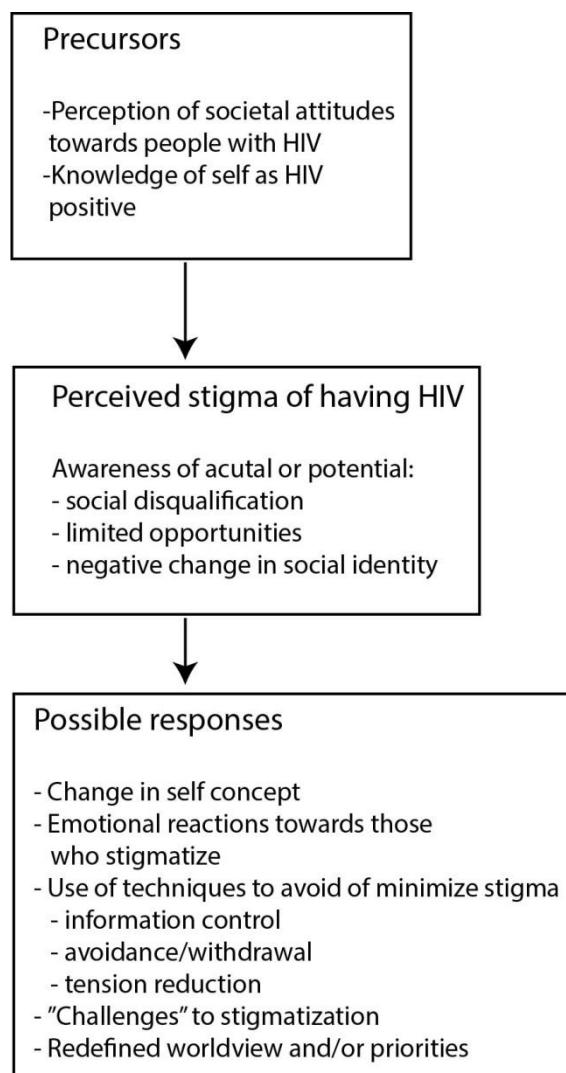 Precursors
-Perception of societal attitudes
towards people with HIV
-Knowledge of self as HIV
positive
Perceived stigma of having HIV
Awareness of acutal or potential:
- social disqualification
- limited opportunities
- negative change in social identity
Possible responses
- Change in self concept
- Emotional reactions towards those
who stigmatize
- Use of techniques to avoid of minimize stigma
- information control
- avoidance/withdrawal
- tension reduction
- ”Challenges” to stigmatization
- Redefined worldview and/or priorities